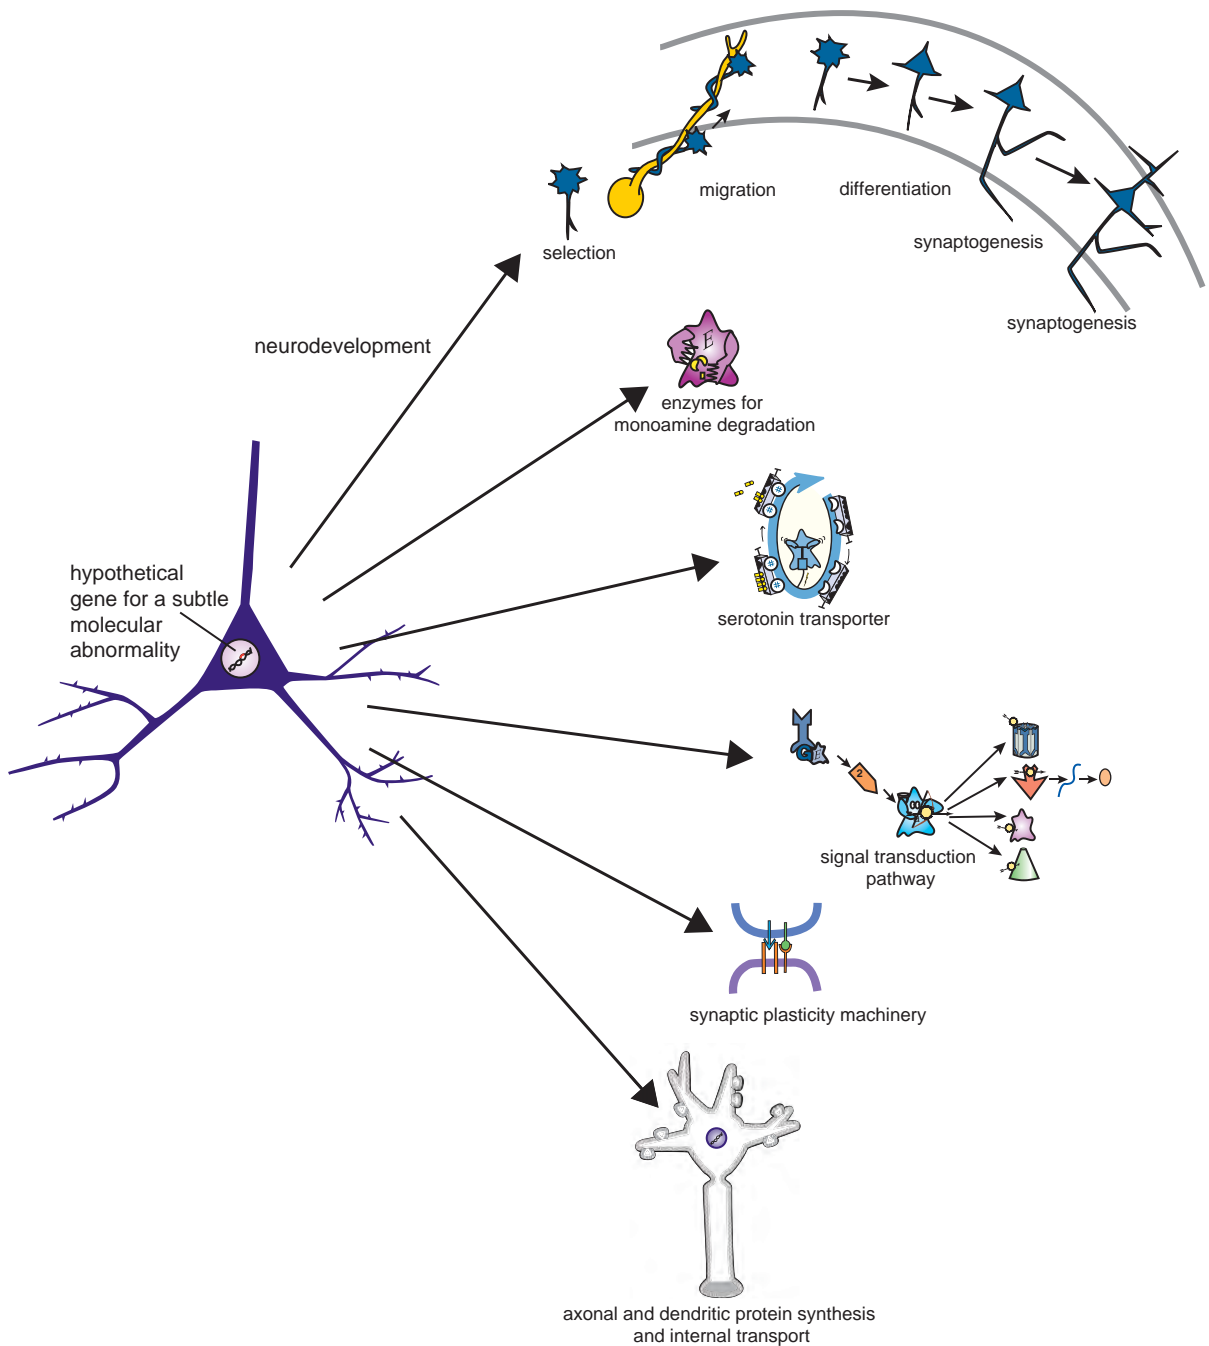 migration
differentiation
selection
synaptogenesis
synaptogenesis
neurodevelopment
E
enzymes for
monoamine degradation
hypothetical
gene for a subtle
molecular
abnormality
serotonin transporter
G
E
2
signal transduction
pathway
synaptic plasticity machinery
axonal and dendritic protein synthesis
and internal transport